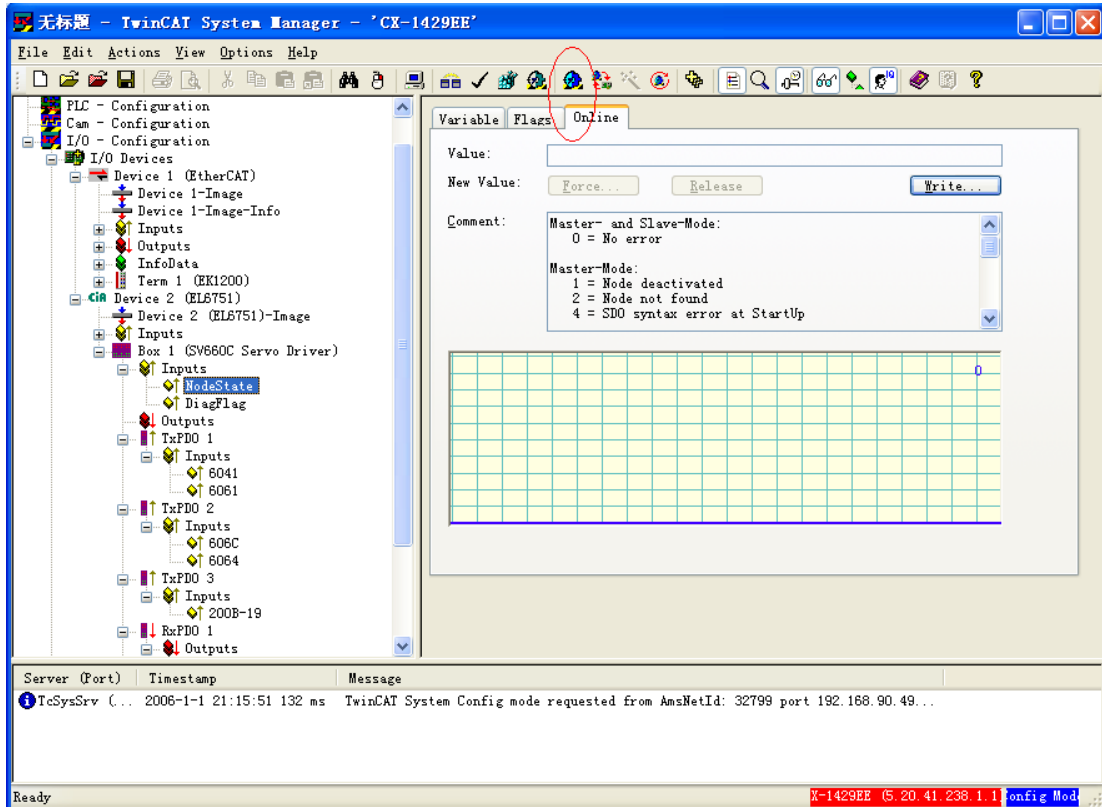 无标题 - TwinCAT System Manager - 'CX-1429EE'
File Edit Actions View Options Help
PLC - Configuration
Cam - Configuration
I/O - Configuration
I/O Devices
Device 1 (EtherCAT)
Device 1-Image
Device 1-Image-Info
Inputs
Outputs
InfoData
Term 1 (EK1200)
CiA Device 2 (EL6751)
Device 2 (EL6751)-Image
Inputs
Box 1 (SV660C Servo Driver)
Inputs
NodeState
DiagFlag
Outputs
TxPDO 1
Inputs
6041
6061
TxPDO 2
Inputs
606C
6064
TxPDO 3
Inputs
200B-19
RxPDO 1
Outputs
Variable Flags Online
Value:
New Value: Force... Release Write...
Comment: Master- and Slave-Mode:
0 = No error
Master-Mode:
1 = Node deactivated
2 = Node not found
4 = SDO syntax error at StartUp
0
Server (Port) Timestamp Message
TcSysSrv (... 2006-1-1 21:15:51 132 ms TwinCAT System Config mode requested from AmsNetId: 32799 port 192.168.90.49...
Ready X-1429EE (5.20.41.238.1.1 onfig Mod